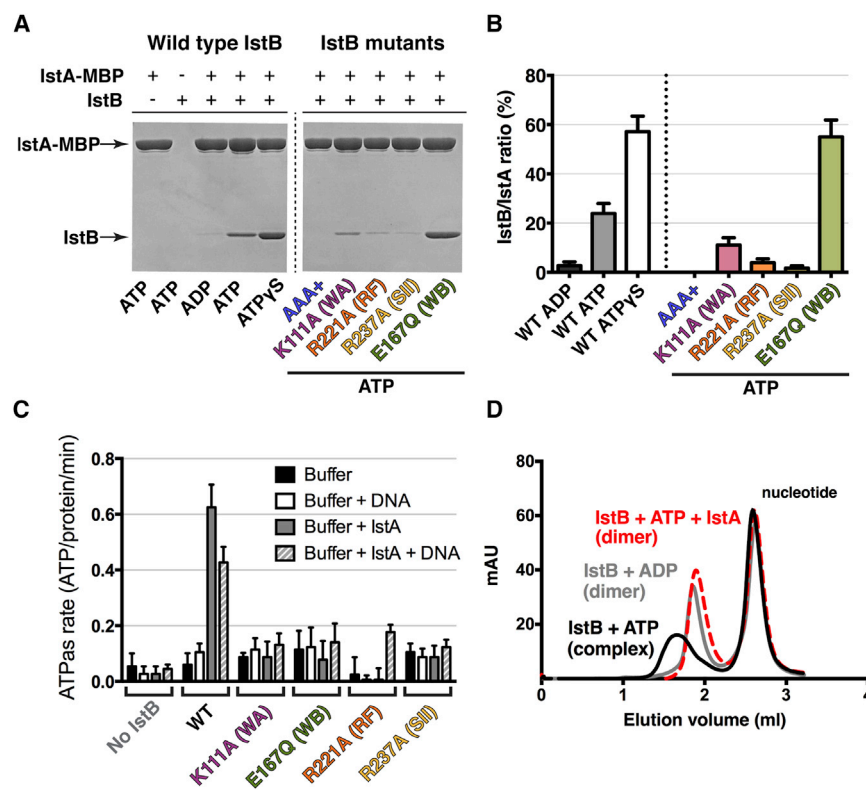 A
Wild type IstB
IstB mutants
IstA-MBP + - + + + + + + + +
IstB - + + + + + + + + +
IstA-MBP
IstB
ATP
ATP
ADP
ATP
ATPγS
AAA+
K111A (WA)
R221A (RF)
R237A (SII)
E167Q (WB)
ATP
B
IstB/IstA ratio (%)
80
60
40
20
0
WT ADP
WT ATP
WT ATPγS
AAA+
K111A (WA)
R221A (RF)
R237A (SII)
E167Q (WB)
ATP
C
ATPas rate (ATP/protein/min)
0.8
0.6
0.4
0.2
0.0
Buffer
Buffer + DNA
Buffer + IstA
Buffer + IstA + DNA
No IstB
WT
K111A (WA)
E167Q (WB)
R221A (RF)
R237A (SII)
D
mAU
80
60
40
20
nucleotide
IstB + ATP + IstA
(dimer)
IstB + ADP
(dimer)
IstB + ATP
(complex)
0 1 2 3 4
Elution volume (ml)